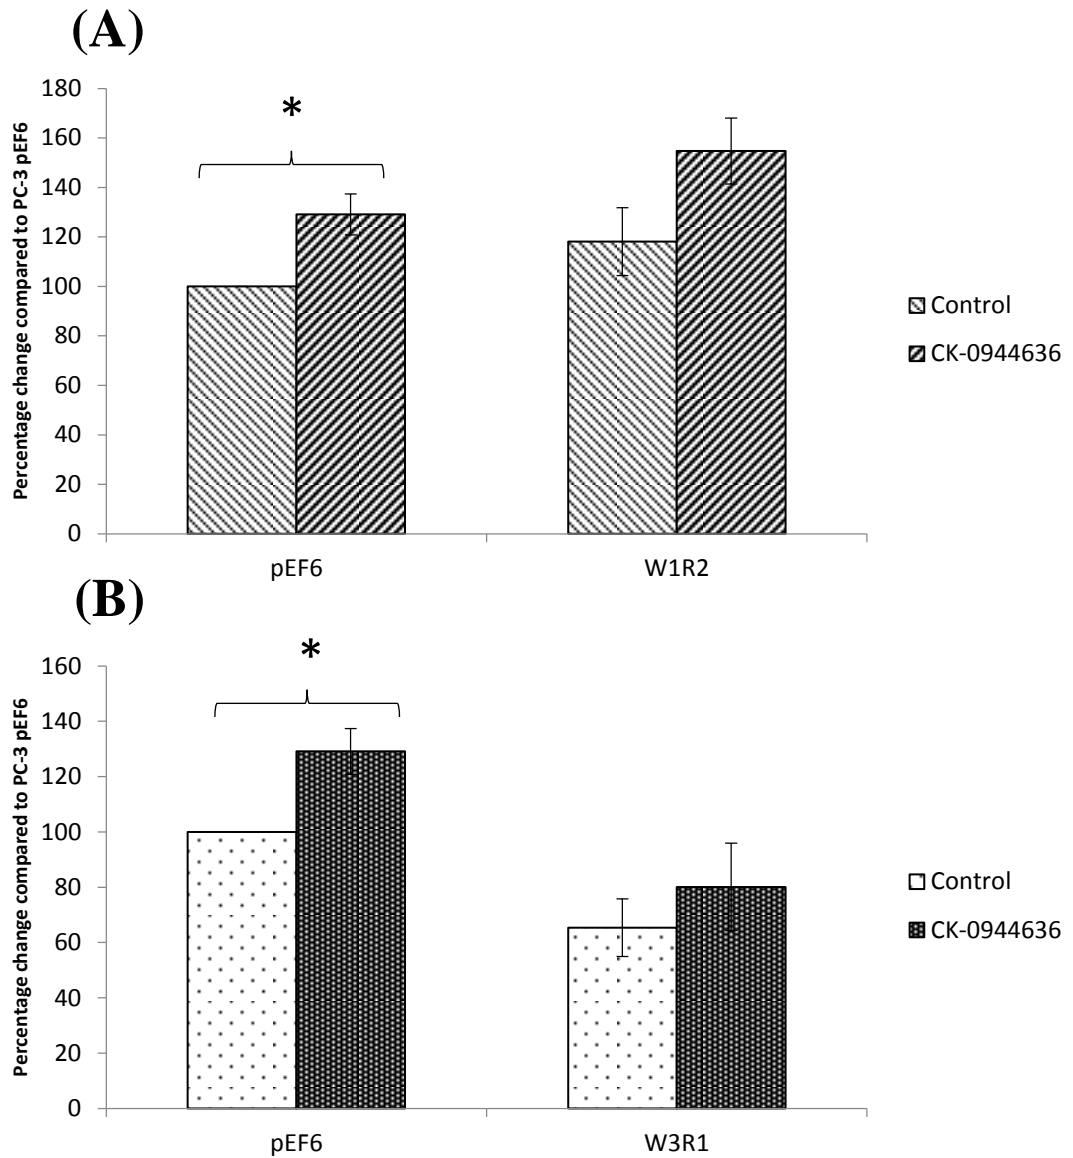 (A)
Percentage change compared to PC-3 pEF6
180
160
140
120
100
80
60
40
20
0
*
pEF6
W1R2
Control
CK-0944636
(B)
Percentage change compared to PC-3 pEF6
160
140
120
100
80
60
40
20
0
*
pEF6
W3R1
Control
CK-0944636